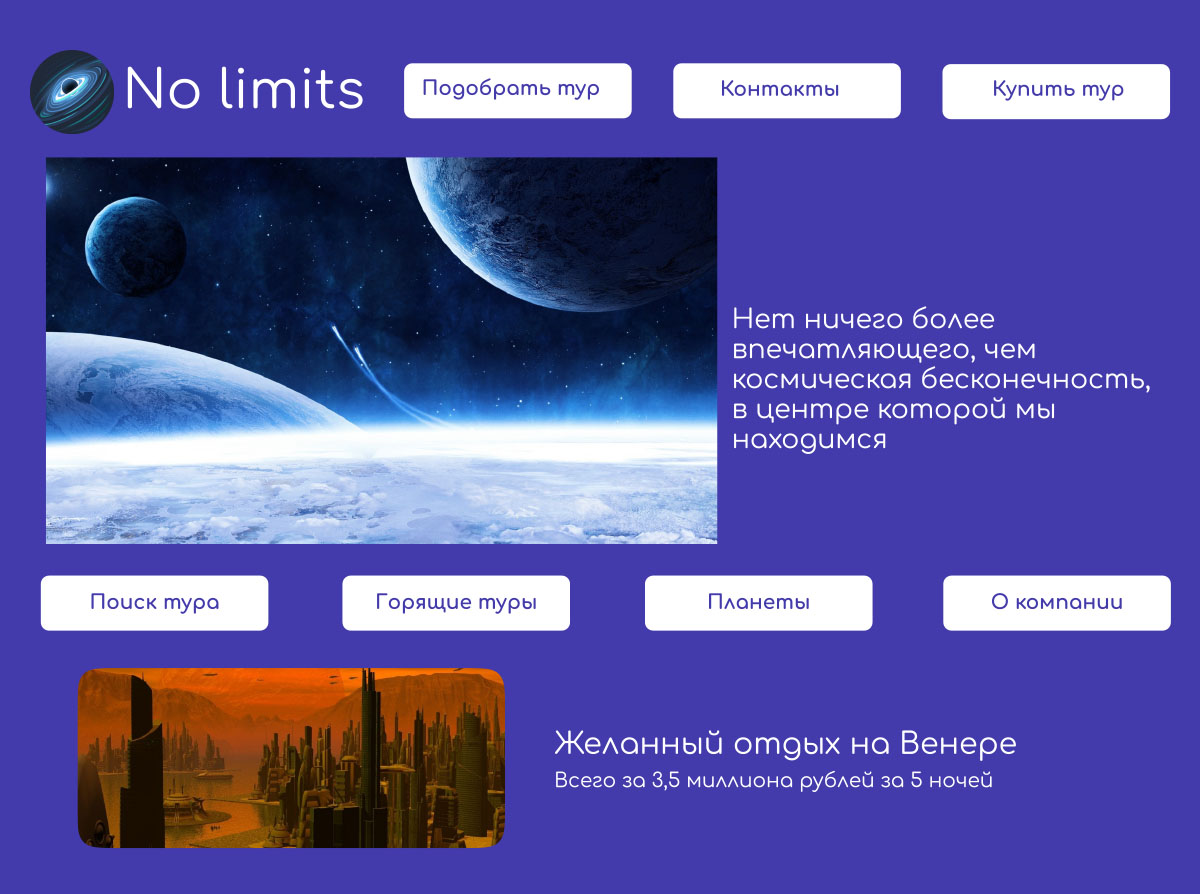 No limits
Подобрать тур
Контакты
Купить тур
Нет ничего более
впечатляющего, чем
космическая бесконечность,
в центре которой мы
находимся
Поиск тура
Горящие туры
Планеты
О компании
Желанный отдых на Венере
Всего за 3,5 миллиона рублей за 5 ночей